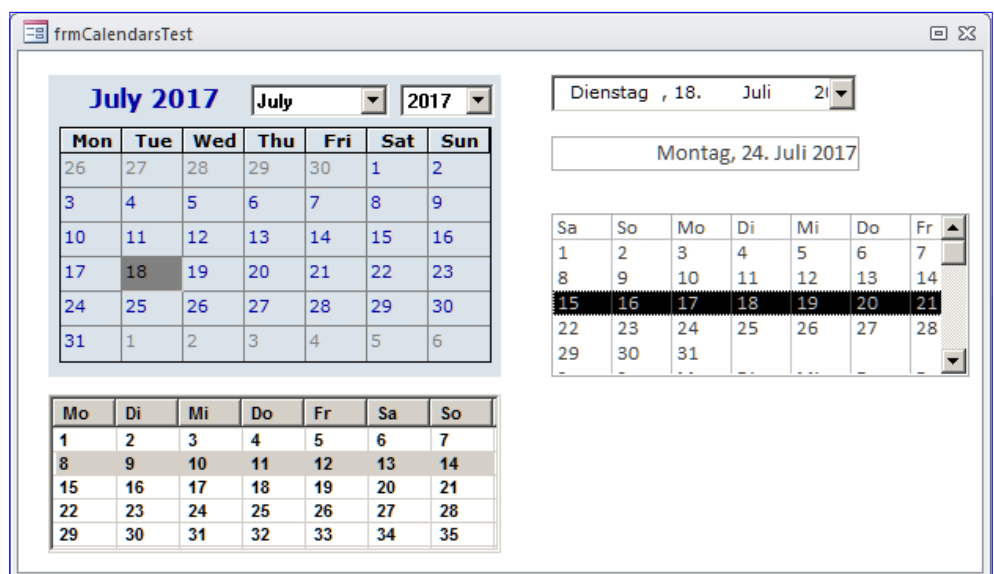 frmCalendarsTest
July 2017 July 2017
Mon Tue Wed Thu Fri Sat Sun
26 27 28 29 30 1 2
3 4 5 6 7 8 9
10 11 12 13 14 15 16
17 18 19 20 21 22 23
24 25 26 27 28 29 30
31 1 2 3 4 5 6
Mo Di Mi Do Fr Sa So
1 2 3 4 5 6 7
8 9 10 11 12 13 14
15 16 17 18 19 20 21
22 23 24 25 26 27 28
29 30 31 32 33 34 35
Dienstag , 18. Juli
Montag, 24. Juli 2017
Sa So Mo Di Mi Do Fr
1 2 3 4 5 6 7
8 9 10 11 12 13 14
15 16 17 18 19 20 21
22 23 24 25 26 27 28
29 30 31